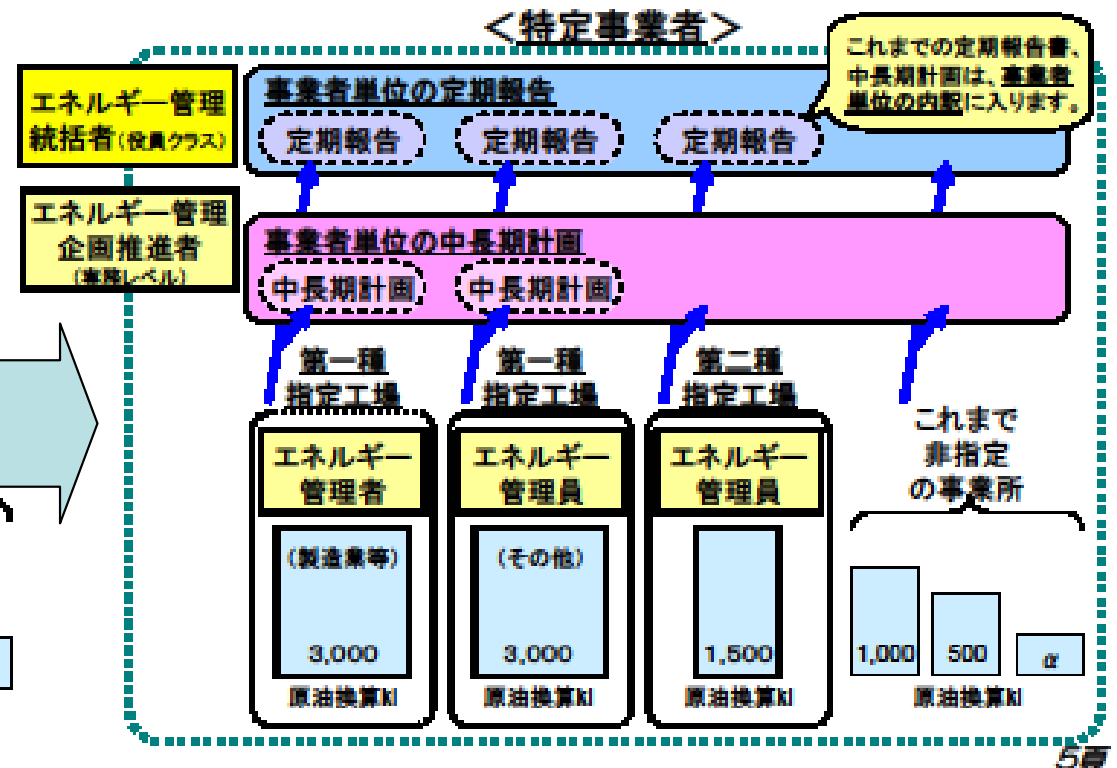 ＜特定事業者＞
これまでの定期報告書、
中長期計画は、事業者
単位の内訳に入ります。
エネルギー管理
統括者(役員クラス)
事業者単位の定期報告
定期報告
定期報告
定期報告
エネルギー管理
企画推進者
(実務レベル)
事業者単位の中長期計画
中長期計画
中長期計画
第一種
指定工場
第一種
指定工場
第二種
指定工場
これまで
非指定
の事業所
エネルギー
管理者
エネルギー
管理員
エネルギー
管理員
(製造業等)
(その他)
3,000
3,000
1,500
1,000
500
α
原油換算kl
原油換算kl
原油換算kl
原油換算kl
5頁